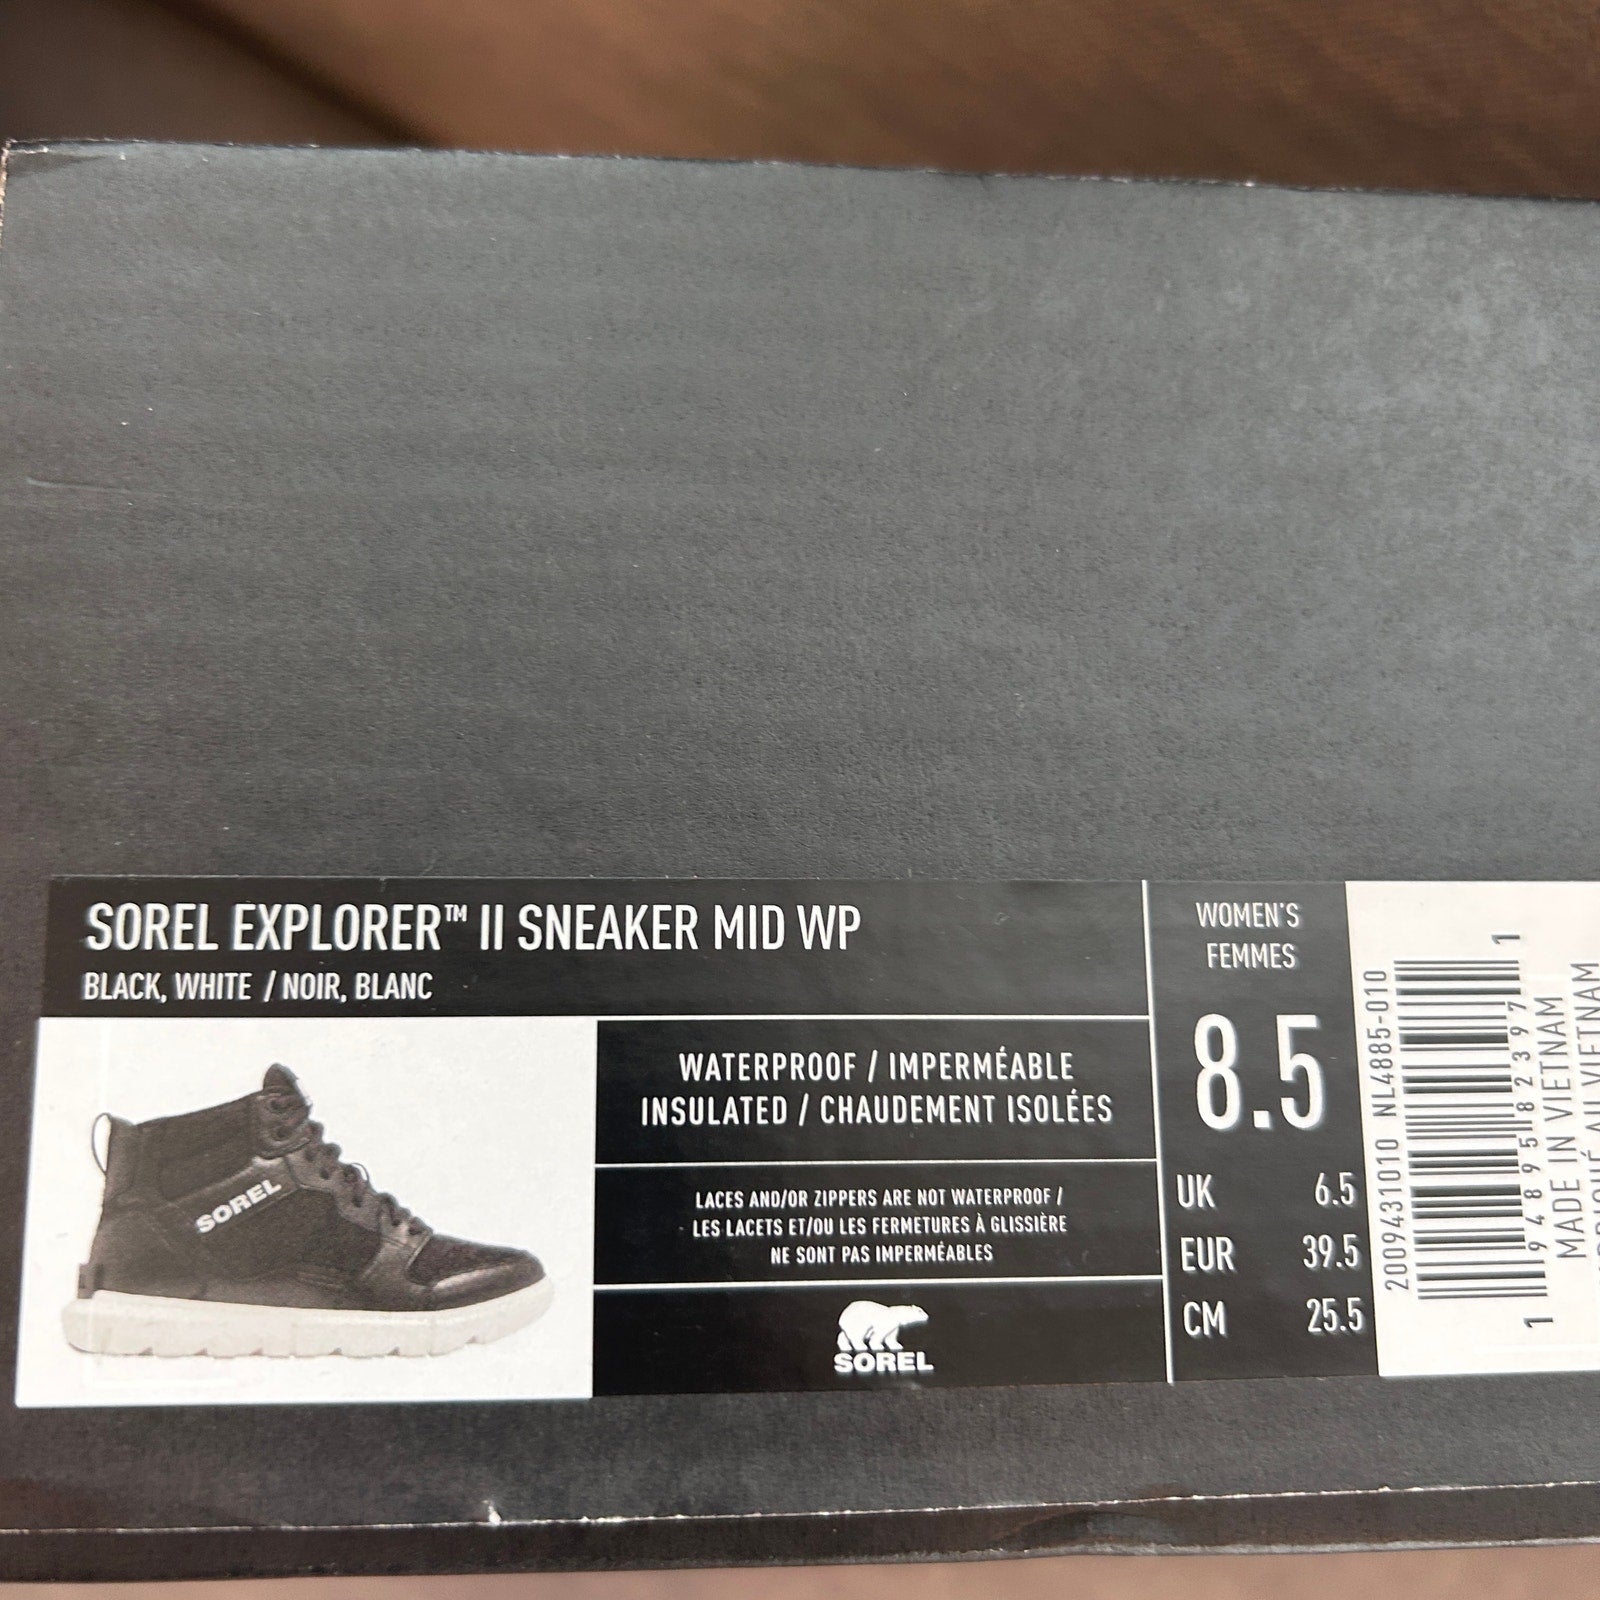 SOREL EXPLORER™ II SNEAKER MID WP
BLACK, WHITE / NOIR, BLANC
SOREL
WATERPROOF / IMPERMÉABLE
INSULATED / CHAUDEMENT ISOLÉES
LACES AND/OR ZIPPERS ARE NOT WATERPROOF /
LES LACETS ET/OU LES FERMETURES À GLISSIÈRE
NE SONT PAS IMPERMÉABLES
SOREL
WOMEN'S
FEMMES
8.5
UK 6.5
EUR 39.5
CM 25.5
2009431010 NL4885-010
1 94895 82397 1
MADE IN VIETNAM
AU VIETNAM